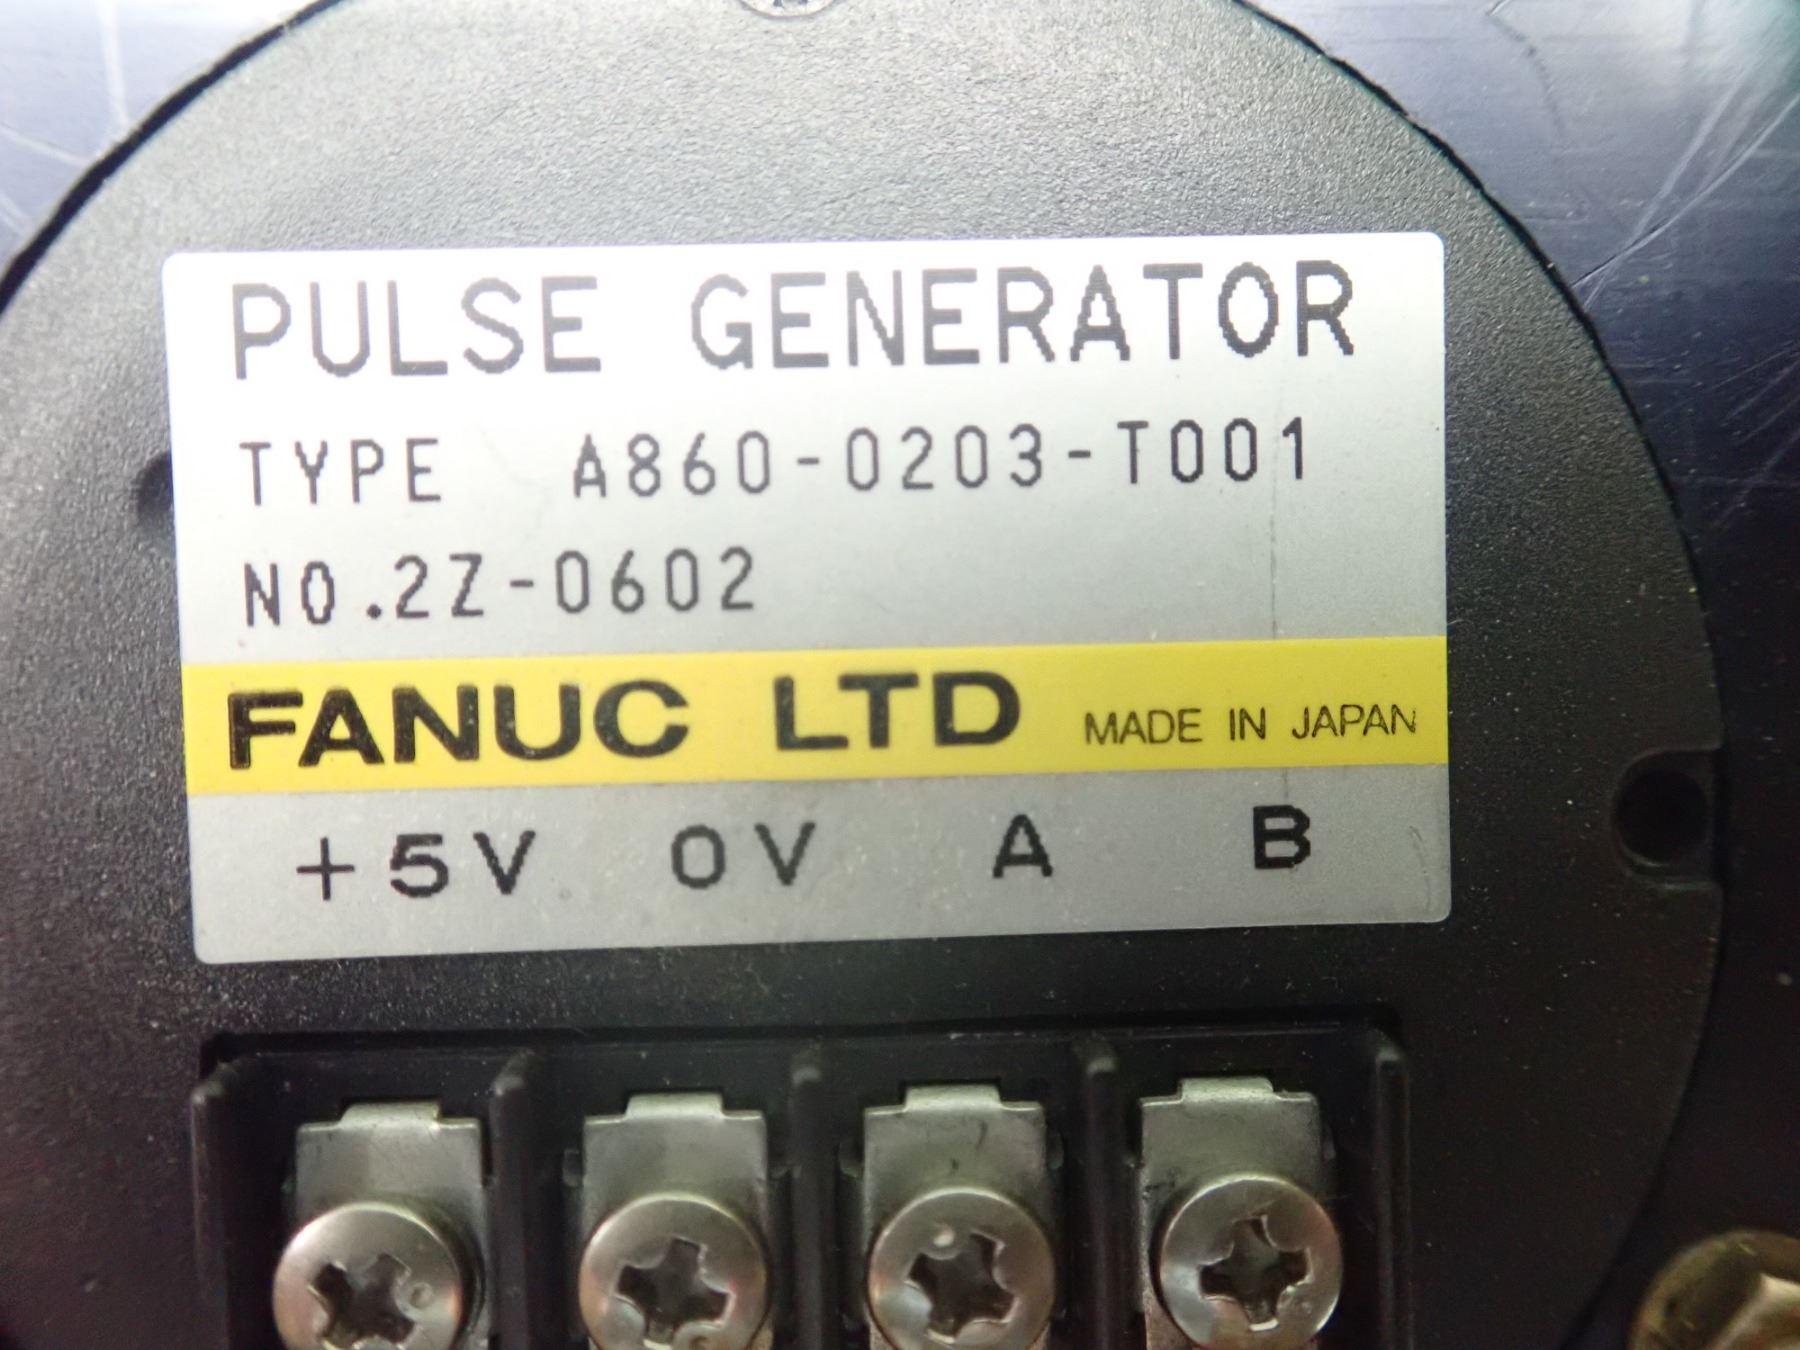 PULSE GENERATOR
TYPE A860-0203-T001
NO.2Z-0602
FANUC LTD MADE IN JAPAN
+5V 0V A B